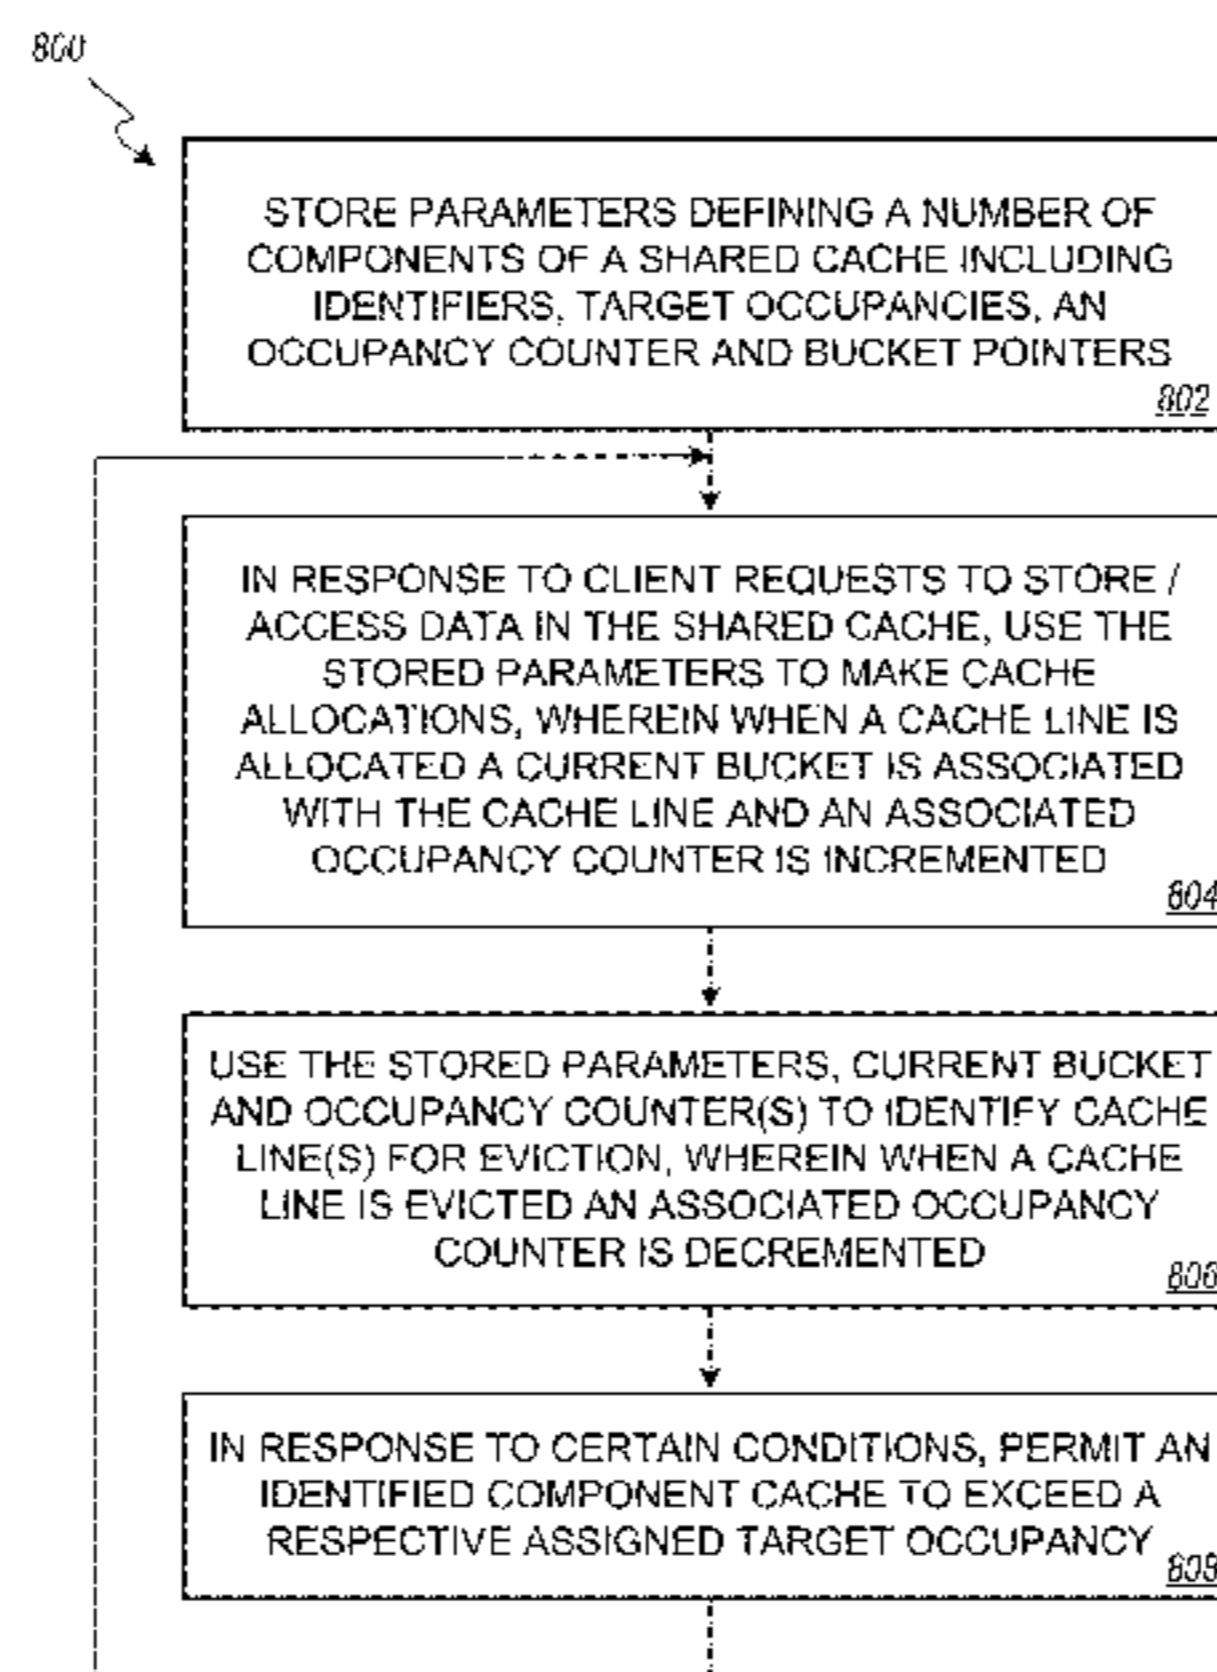 800
STORE PARAMETERS DEFINING A NUMBER OF
COMPONENTS OF A SHARED CACHE INCLUDING
IDENTIFIERS, TARGET OCCUPANCIES, AN
OCCUPANCY COUNTER AND BUCKET POINTERS
802
IN RESPONSE TO CLIENT REQUESTS TO STORE /
ACCESS DATA IN THE SHARED CACHE, USE THE
STORED PARAMETERS TO MAKE CACHE
ALLOCATIONS, WHEREIN WHEN A CACHE LINE IS
ALLOCATED A CURRENT BUCKET IS ASSOCIATED
WITH THE CACHE LINE AND AN ASSOCIATED
OCCUPANCY COUNTER IS INCREMENTED
804
USE THE STORED PARAMETERS, CURRENT BUCKET
AND OCCUPANCY COUNTER(S) TO IDENTIFY CACHE
LINE(S) FOR EVICTION, WHEREIN WHEN A CACHE
LINE IS EVICTED AN ASSOCIATED OCCUPANCY
COUNTER IS DECREMENTED
806
IN RESPONSE TO CERTAIN CONDITIONS, PERMIT AN
IDENTIFIED COMPONENT CACHE TO EXCEED A
RESPECTIVE ASSIGNED TARGET OCCUPANCY
808